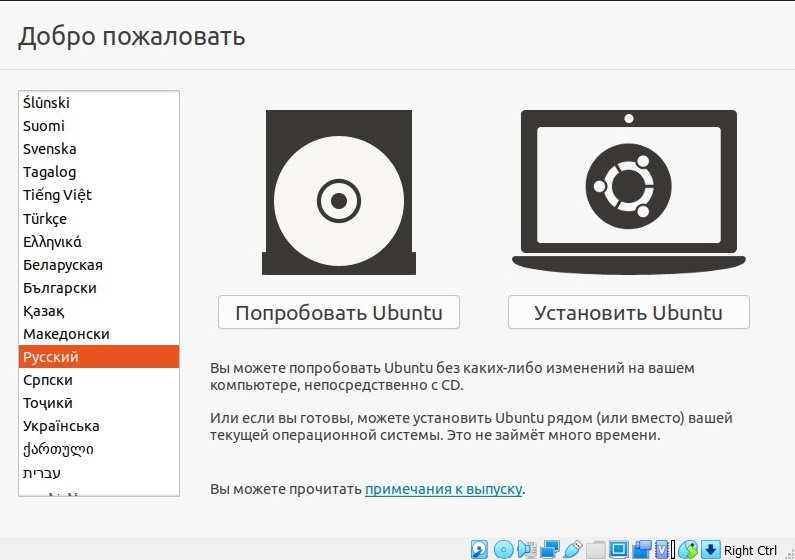 Добро пожаловать
Ślůnski
Suomi
Svenska
Tagalog
Tiếng Việt
Türkçe
Ελληνικά
Беларуская
Български
Қазақ
Македонски
Русский
Српски
Тоҷикӣ
Українська
ქართული
עברית
Попробовать Ubuntu
Установить Ubuntu
Вы можете попробовать Ubuntu без каких-либо изменений на вашем
компьютере, непосредственно с CD.
Или если вы готовы, можете установить Ubuntu рядом (или вместо) вашей
текущей операционной системы. Это не займёт много времени.
Вы можете прочитать примечания к выпуску.
Right Ctrl